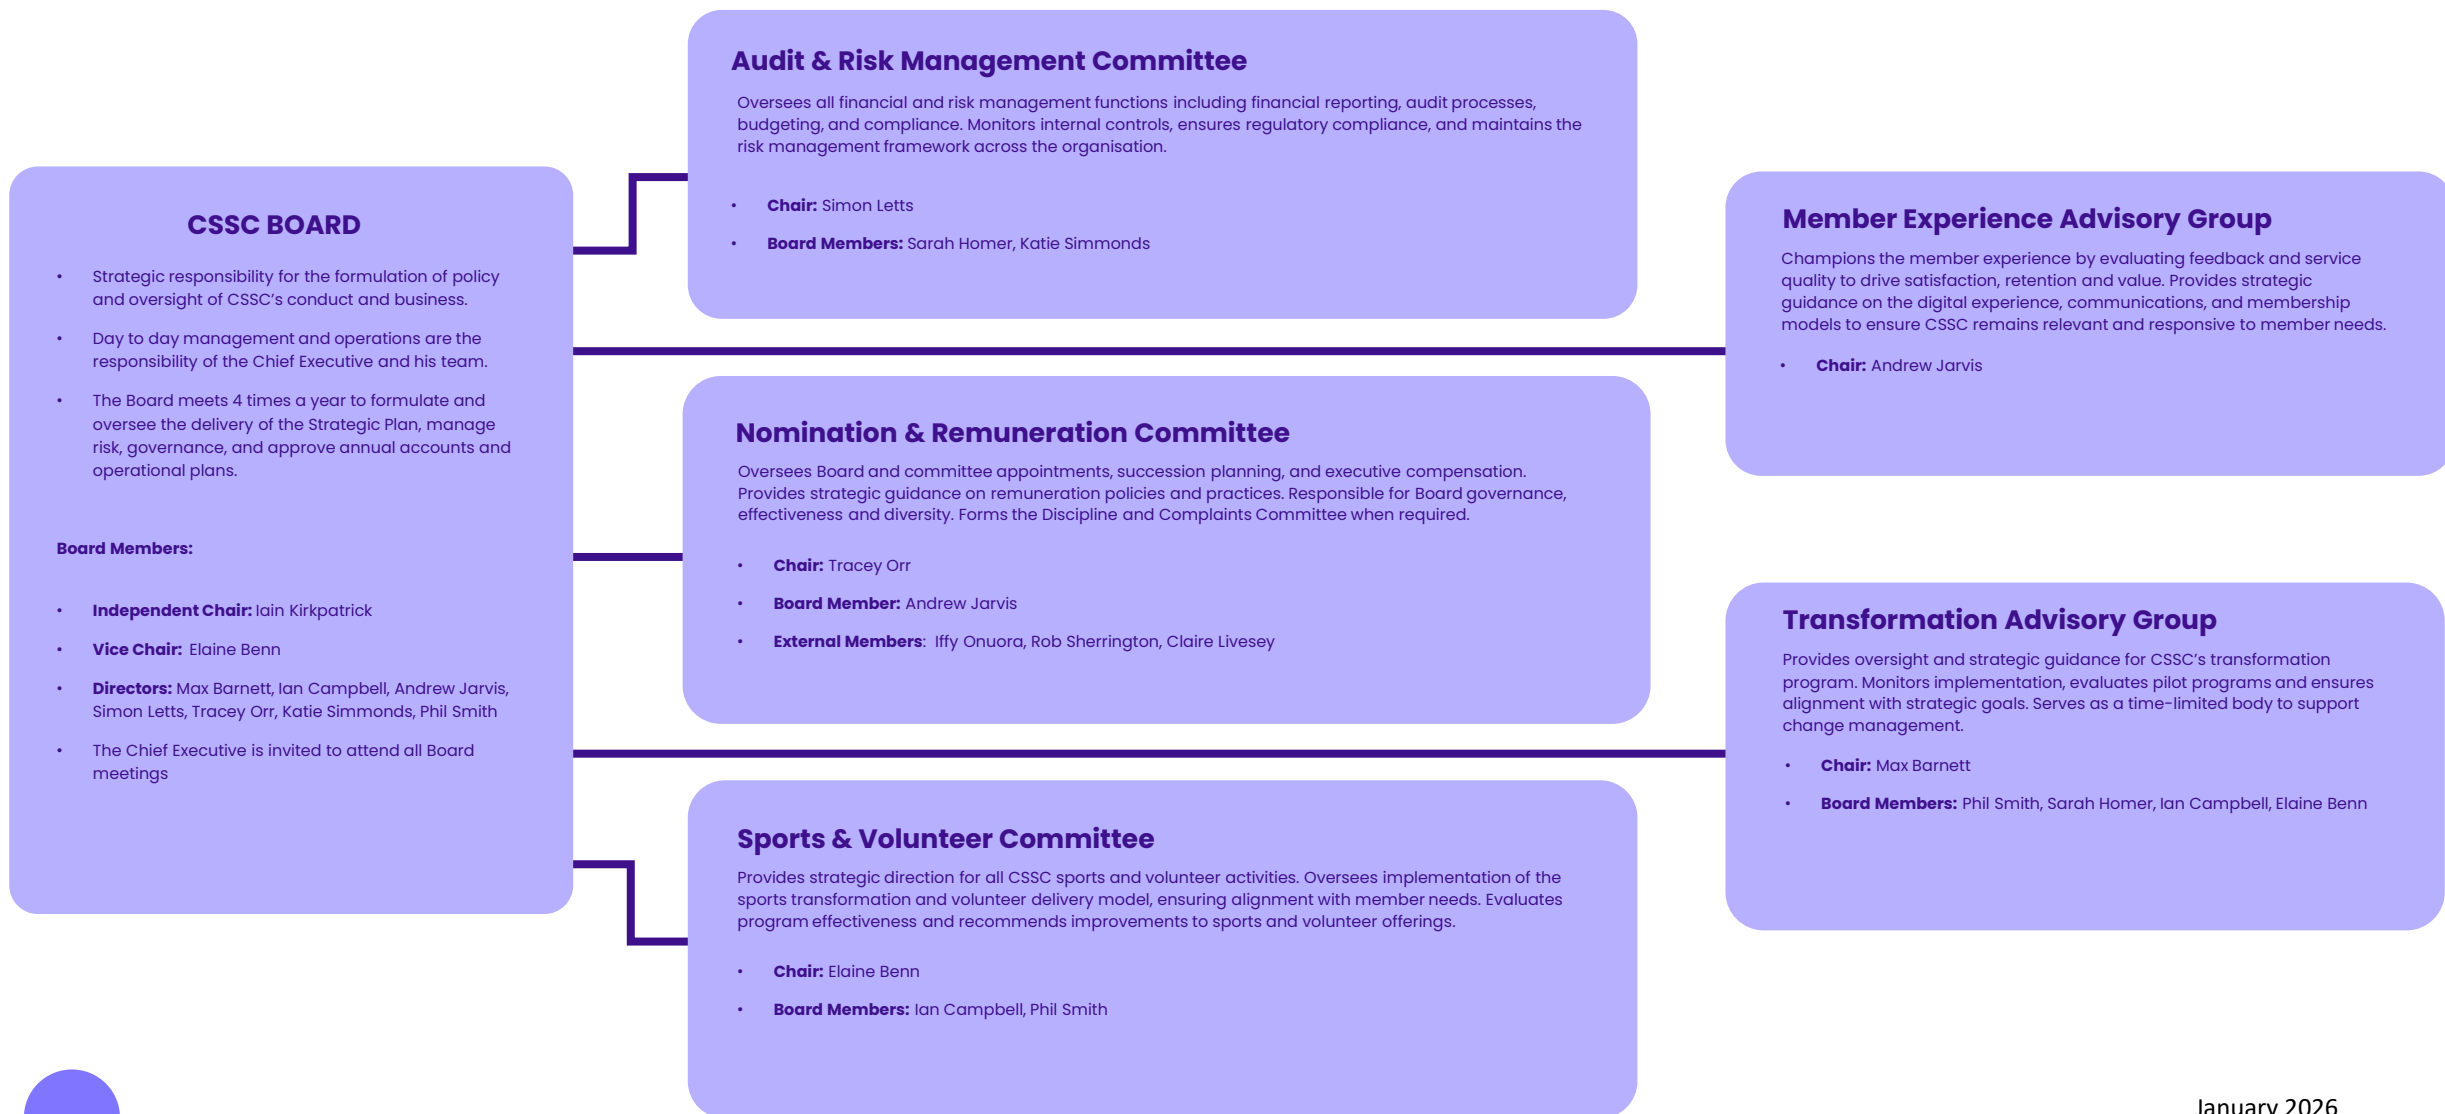 CSSC BOARD
• Strategic responsibility for the formulation of policy
and oversight of CSSC’s conduct and business.
• Day to day management and operations are the
responsibility of the Chief Executive and his team.
• The Board meets 4 times a year to formulate and
oversee the delivery of the Strategic Plan, manage
risk, governance, and approve annual accounts and
operational plans.
Board Members:
• Independent Chair: Iain Kirkpatrick
• Vice Chair: Elaine Benn
• Directors: Max Barnett, Ian Campbell, Andrew Jarvis,
Simon Letts, Tracey Orr, Katie Simmonds, Phil Smith
• The Chief Executive is invited to attend all Board
meetings
Audit & Risk Management Committee
Oversees all financial and risk management functions including financial reporting, audit processes,
budgeting, and compliance. Monitors internal controls, ensures regulatory compliance, and maintains the
risk management framework across the organisation.
• Chair: Simon Letts
• Board Members: Sarah Homer, Katie Simmonds
Nomination & Remuneration Committee
Oversees Board and committee appointments, succession planning, and executive compensation.
Provides strategic guidance on remuneration policies and practices. Responsible for Board governance,
effectiveness and diversity. Forms the Discipline and Complaints Committee when required.
• Chair: Tracey Orr
• Board Member: Andrew Jarvis
• External Members: Iffy Onuora, Rob Sherrington, Claire Livesey
Sports & Volunteer Committee
Provides strategic direction for all CSSC sports and volunteer activities. Oversees implementation of the
sports transformation and volunteer delivery model, ensuring alignment with member needs. Evaluates
program effectiveness and recommends improvements to sports and volunteer offerings.
• Chair: Elaine Benn
• Board Members: Ian Campbell, Phil Smith
Member Experience Advisory Group
Champions the member experience by evaluating feedback and service
quality to drive satisfaction, retention and value. Provides strategic
guidance on the digital experience, communications, and membership
models to ensure CSSC remains relevant and responsive to member needs.
• Chair: Andrew Jarvis
Transformation Advisory Group
Provides oversight and strategic guidance for CSSC’s transformation
program. Monitors implementation, evaluates pilot programs and ensures
alignment with strategic goals. Serves as a time-limited body to support
change management.
• Chair: Max Barnett
• Board Members: Phil Smith, Sarah Homer, Ian Campbell, Elaine Benn
January 2026